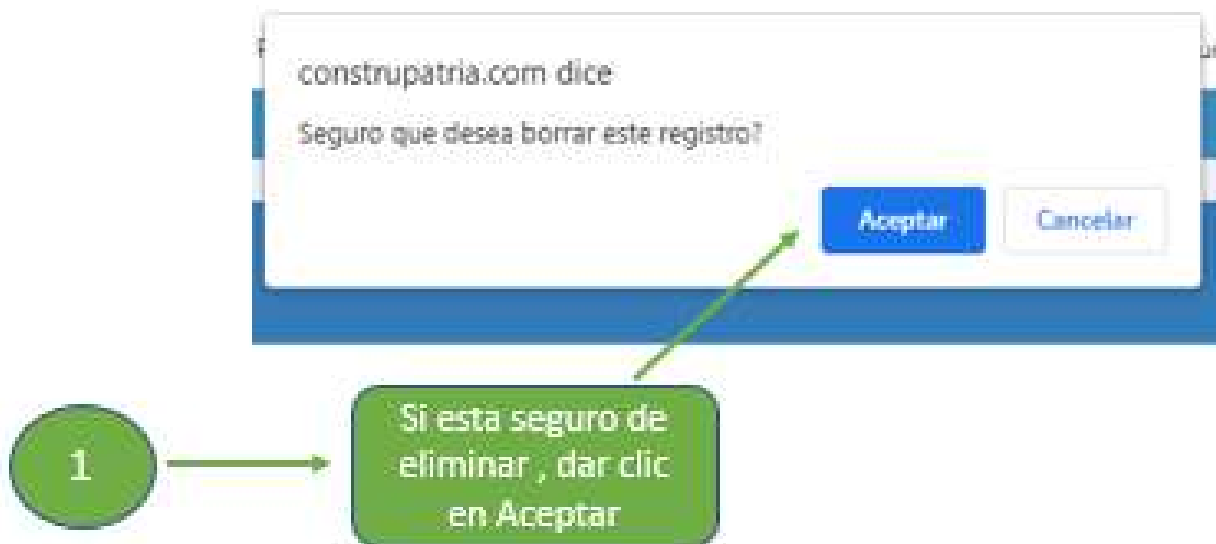 construpatria.com dice
Seguro que desea borrar este registro?
Aceptar
Cancelar
1
Si esta seguro de
eliminar , dar clic
en Aceptar